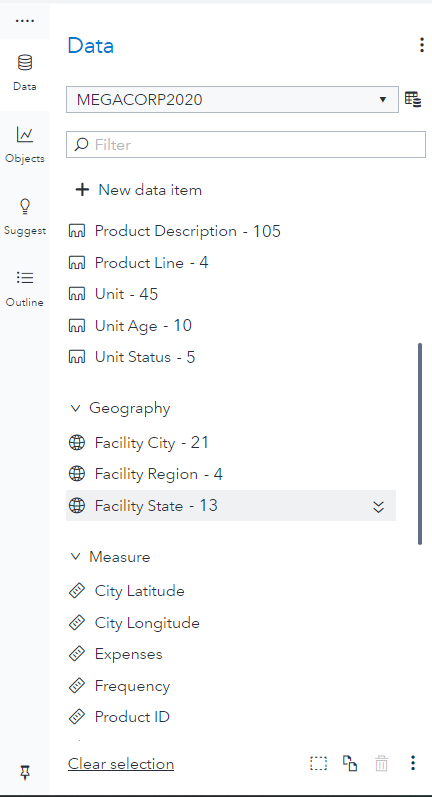 Data
MEGACORP2020
Data
Filter
Objects
New data item
Suggest
Product Description - 105
Product Line - 4
Unit - 45
Outline
Unit Age - 10
Unit Status - 5
Geography
Facility City - 21
Facility Region - 4
Facility State - 13
Measure
City Latitude
City Longitude
Expenses
Frequency
Product ID
Clear selection